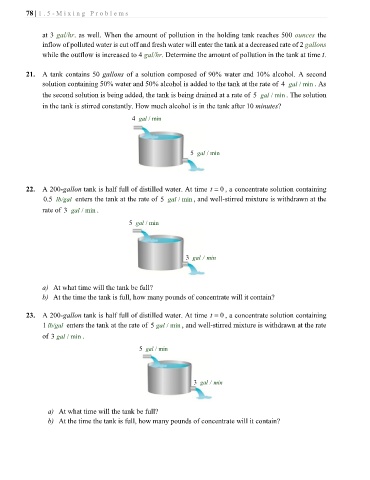 78 | 1.5-Mixing Problems
at 3 gal/hr. as well. When the amount of pollution in the holding tank reaches 500 ounces the
inflow of polluted water is cut off and fresh water will enter the tank at a decreased rate of 2 gallons
while the outflow is increased to 4 gal/hr. Determine the amount of pollution in the tank at time t.
21. A tank contains 50 gallons of a solution composed of 90% water and 10% alcohol. A second
solution containing 50% water and 50% alcohol is added to the tank at the rate of 4 gal / min. As
the second solution is being added, the tank is being drained at a rate of 5 gal / min. The solution
in the tank is stirred constantly. How much alcohol is in the tank after 10 minutes?
4 gal / min
5 gal / min
22. A 200-gallon tank is half full of distilled water. At time t = 0, a concentrate solution containing
0.5 lb/gal enters the tank at the rate of 5 gal / min, and well-stirred mixture is withdrawn at the
rate of 3 gal / min.
5 gal / min
3 gal / min
a) At what time will the tank be full?
b) At the time the tank is full, how many pounds of concentrate will it contain?
23. A 200-gallon tank is half full of distilled water. At time t = 0, a concentrate solution containing
1 lb/gal enters the tank at the rate of 5 gal / min, and well-stirred mixture is withdrawn at the rate
of 3 gal / min.
5 gal / min
3 gal / min
a) At what time will the tank be full?
b) At the time the tank is full, how many pounds of concentrate will it contain?